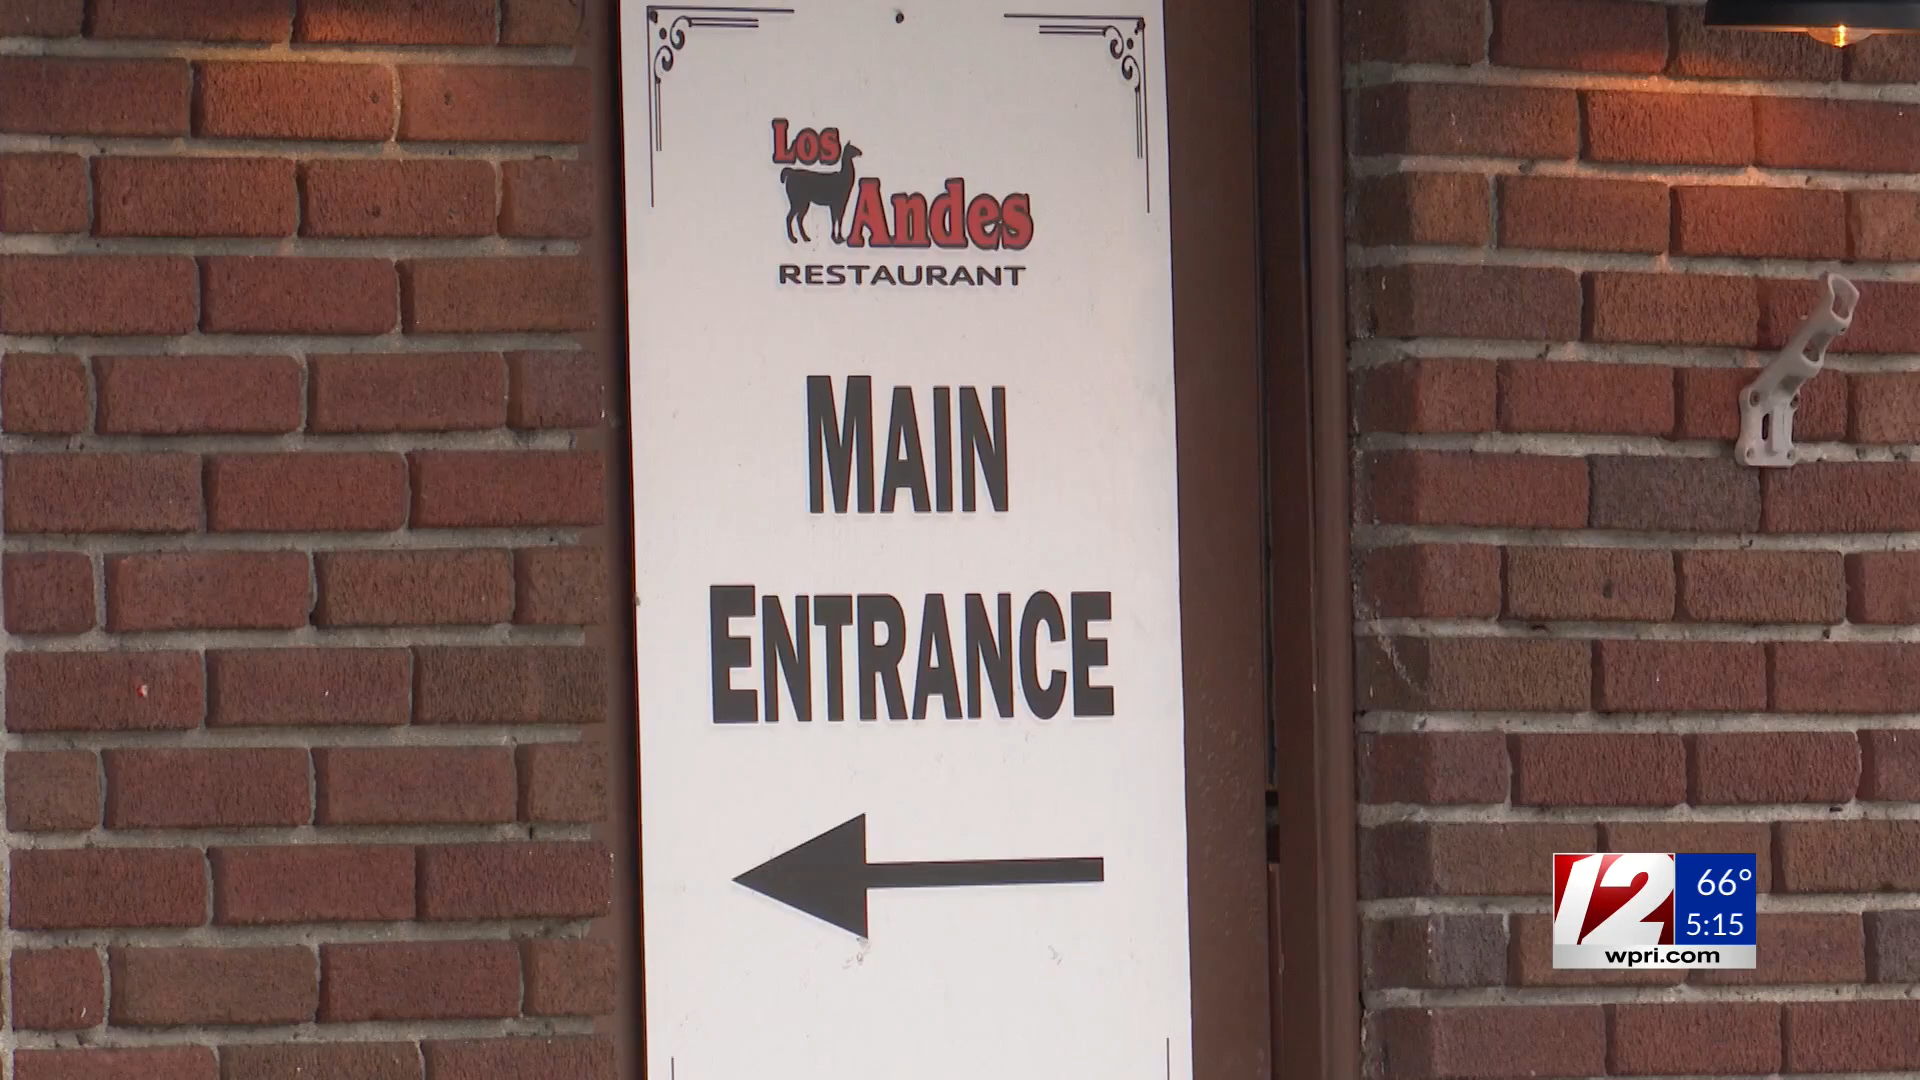 Los
Andes
RESTAURANT
MAIN
ENTRANCE
12
66°
5:15
wpri.com